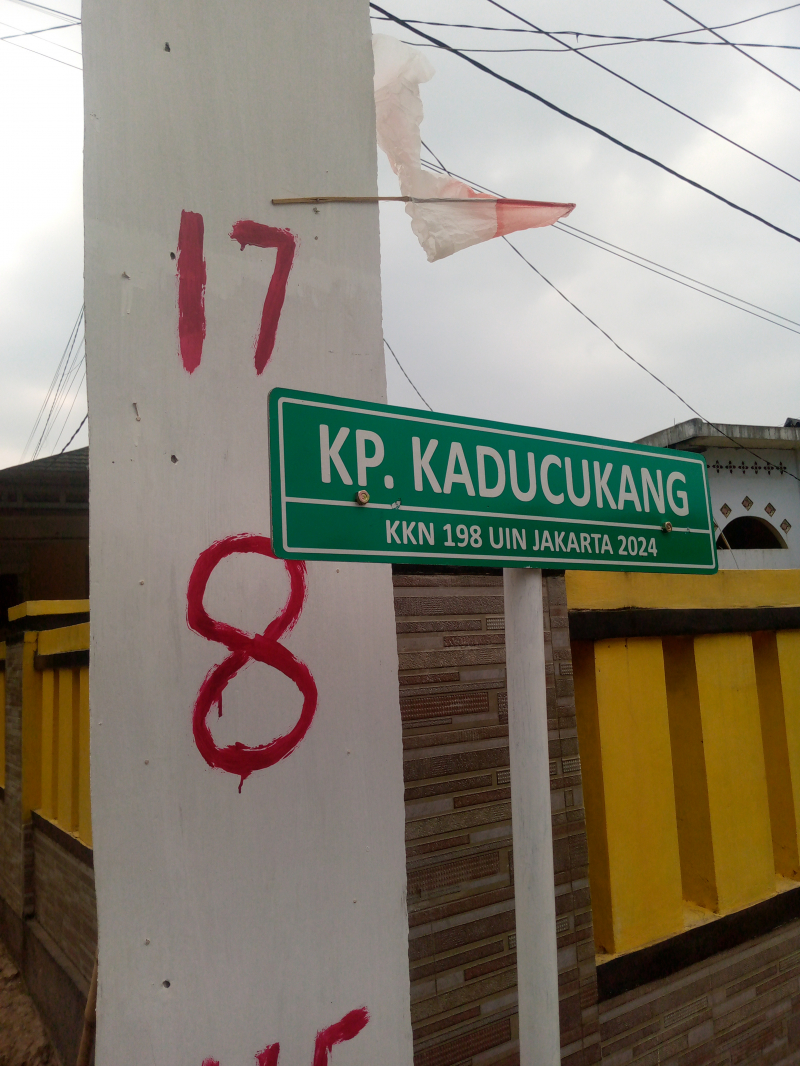 17
8
KP. KADUCUKANG
KKN 198 UIN JAKARTA 2024